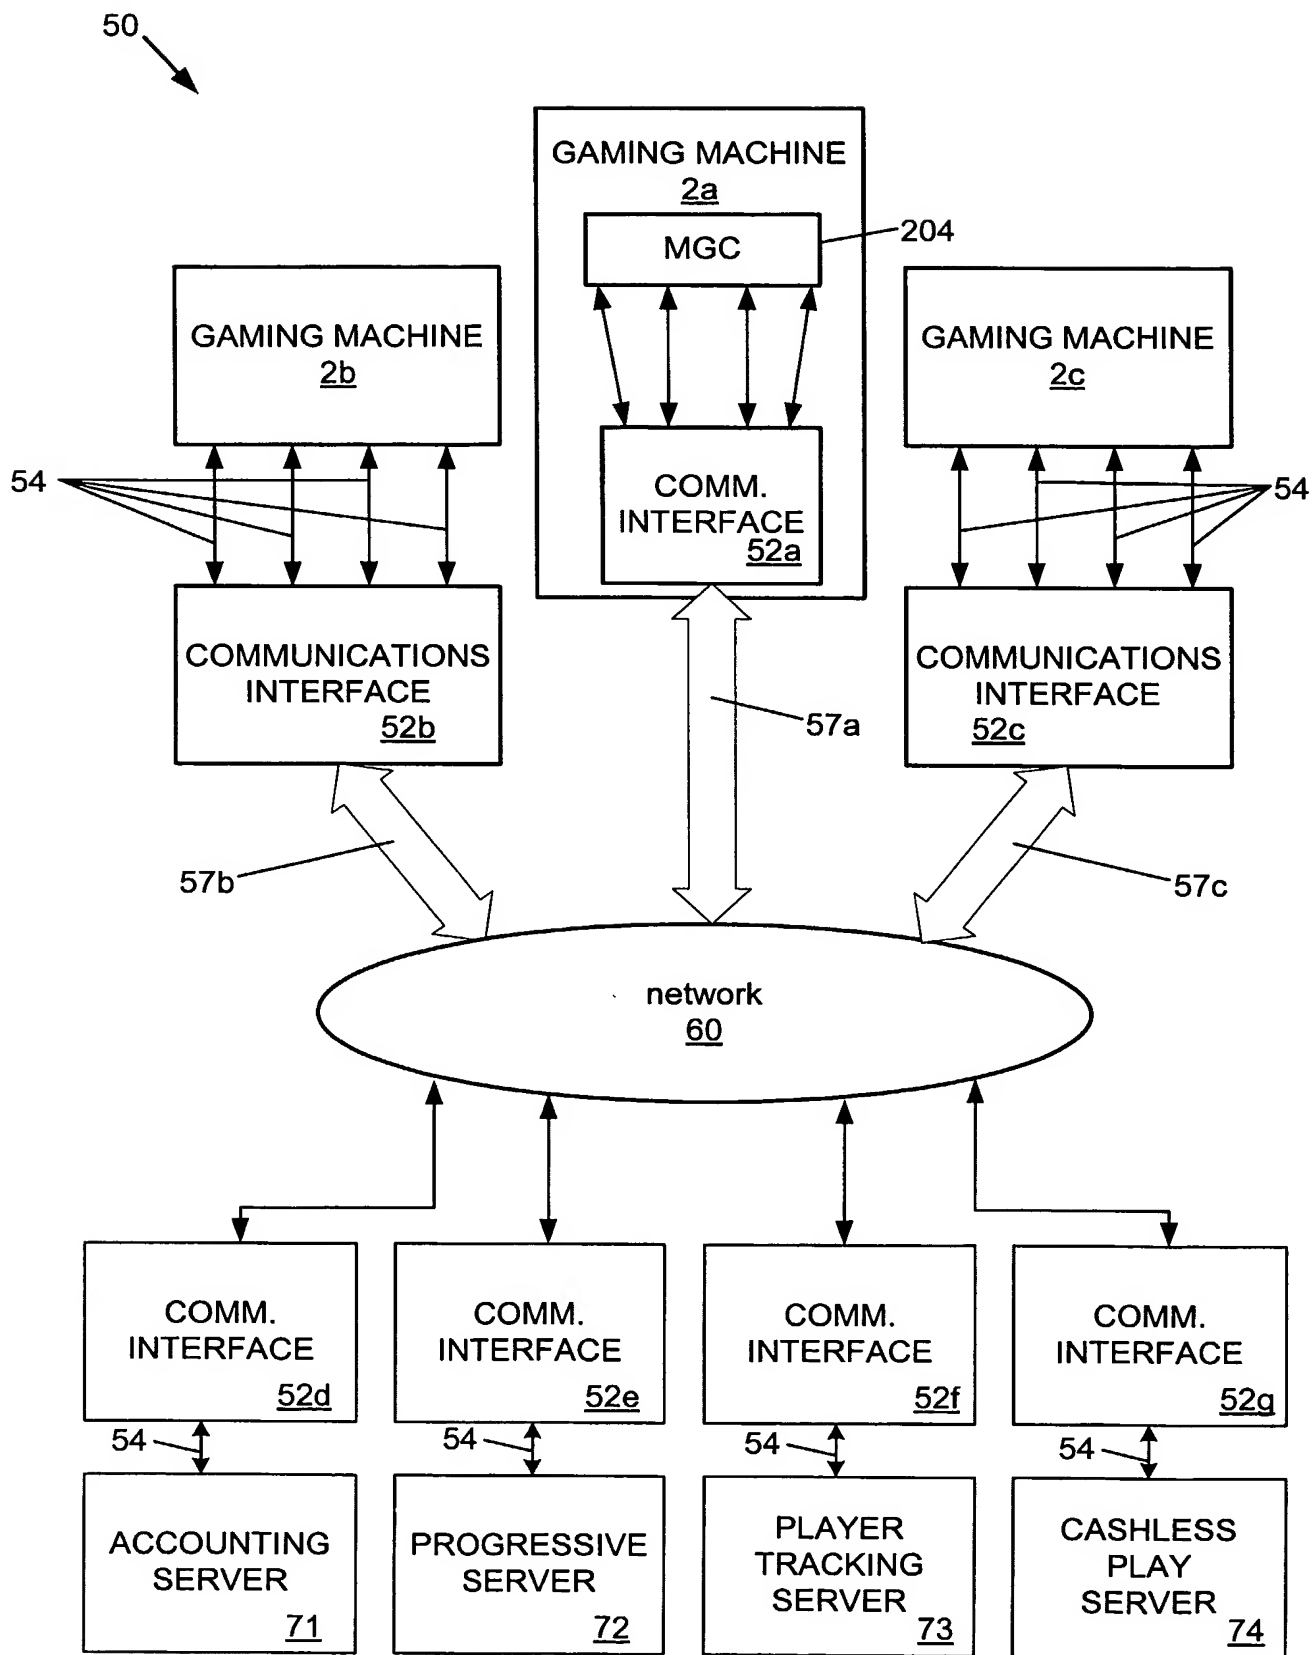 50
GAMING MACHINE
2a
MGC
204
GAMING MACHINE
2b
GAMING MACHINE
2c
54
54
COMM.
INTERFACE
52a
COMMUNICATIONS
INTERFACE
52b
COMMUNICATIONS
INTERFACE
52c
57a
57b
57c
network
60
COMM.
INTERFACE
52d
COMM.
INTERFACE
52e
COMM.
INTERFACE
52f
COMM.
INTERFACE
52g
54
54
54
54
ACCOUNTING
SERVER
71
PROGRESSIVE
SERVER
72
PLAYER
TRACKING
SERVER
73
CASHLESS
PLAY
SERVER
74